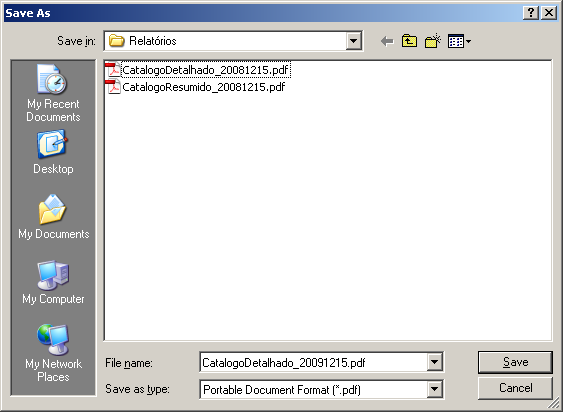 Save As
Save in:
Relatórios
CatalogoDetalhado_20081215.pdf
CatalogoResumido_20081215.pdf
My Recent
Documents
Desktop
My Documents
My Computer
My Network
Places
File name:
CatalogoDetalhado_20091215.pdf
Save
Save as type:
Portable Document Format (*.pdf)
Cancel